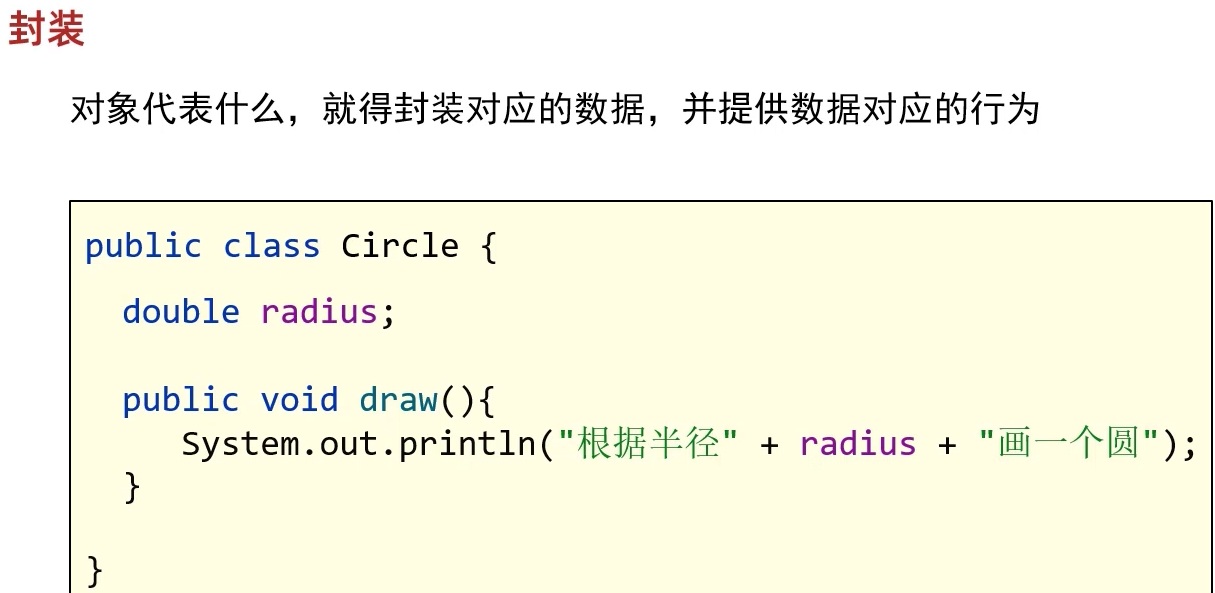 封装
对象代表什么，就得封装对应的数据，并提供数据对应的行为
public class Circle {
double radius;
public void draw(){
System.out.println("根据半径" + radius + "画一个圆");
}
}